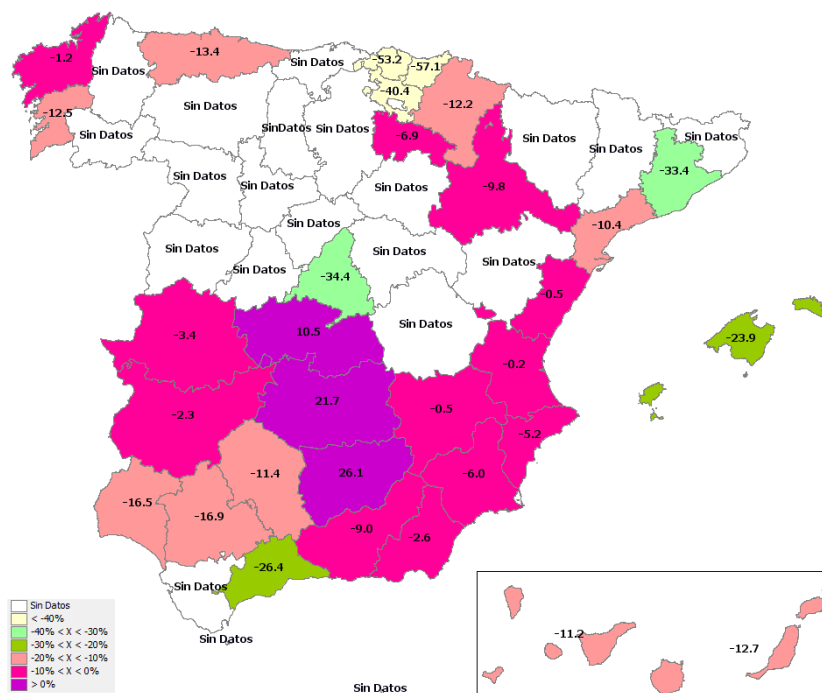 -1.2
-13.4
Sin Datos
Sin Datos
-53.2
-57.1
-40.4
-12.2
-12.5
Sin Datos
Sin Datos
SinDatos
Sin Datos
-6.9
Sin Datos
Sin Datos
Sin Datos
-33.4
Sin Datos
Sin Datos
Sin Datos
-9.8
-10.4
Sin Datos
Sin Datos
Sin Datos
Sin Datos
Sin Datos
-34.4
-0.5
-3.4
10.5
Sin Datos
-23.9
-0.2
-2.3
21.7
-0.5
-5.2
-11.4
26.1
-6.0
-16.5
-16.9
-9.0
-2.6
-26.4
Sin Datos
Sin Datos
-11.2
-12.7
Sin Datos
Sin Datos
< -40%
-40% < X < -30%
-30% < X < -20%
-20% < X < -10%
-10% < X < 0%
> 0%